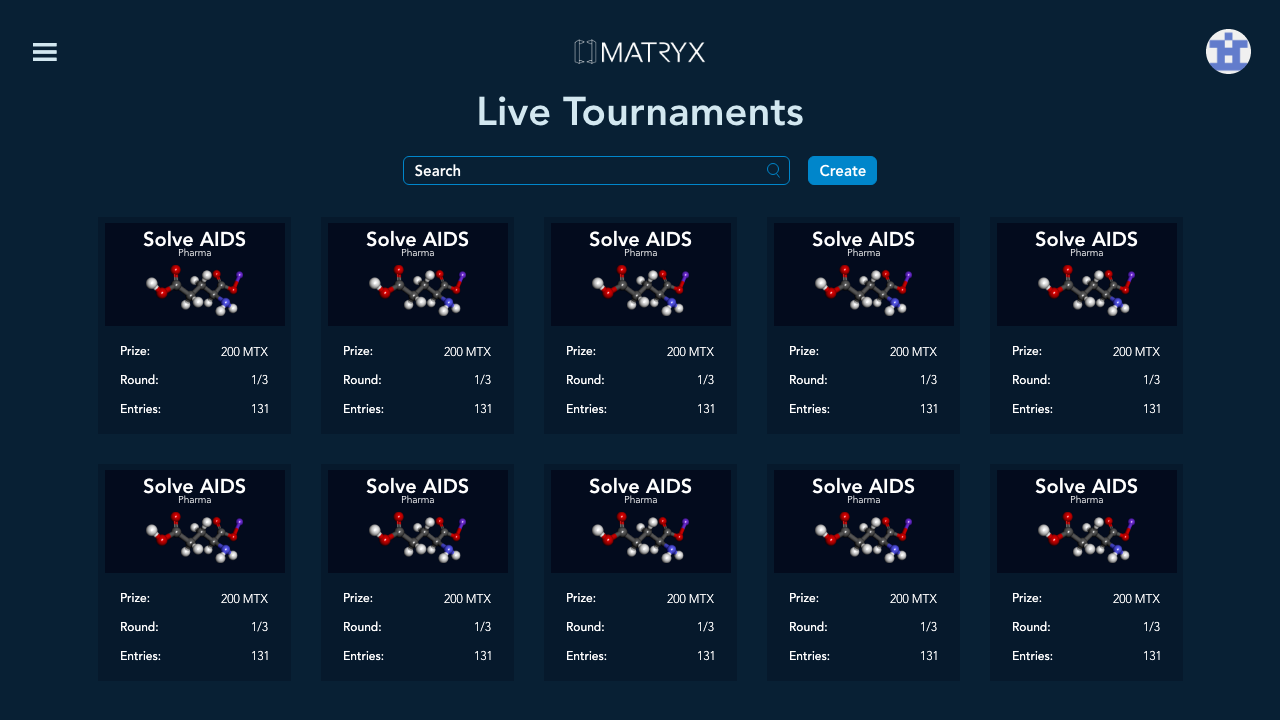 MATRYX
Live Tournaments
Search
Create
Solve AIDS
Pharma
Prize: 200 MTX
Round: 1/3
Entries: 131
Solve AIDS
Pharma
Prize: 200 MTX
Round: 1/3
Entries: 131
Solve AIDS
Pharma
Prize: 200 MTX
Round: 1/3
Entries: 131
Solve AIDS
Pharma
Prize: 200 MTX
Round: 1/3
Entries: 131
Solve AIDS
Pharma
Prize: 200 MTX
Round: 1/3
Entries: 131
Solve AIDS
Pharma
Prize: 200 MTX
Round: 1/3
Entries: 131
Solve AIDS
Pharma
Prize: 200 MTX
Round: 1/3
Entries: 131
Solve AIDS
Pharma
Prize: 200 MTX
Round: 1/3
Entries: 131
Solve AIDS
Pharma
Prize: 200 MTX
Round: 1/3
Entries: 131
Solve AIDS
Pharma
Prize: 200 MTX
Round: 1/3
Entries: 131